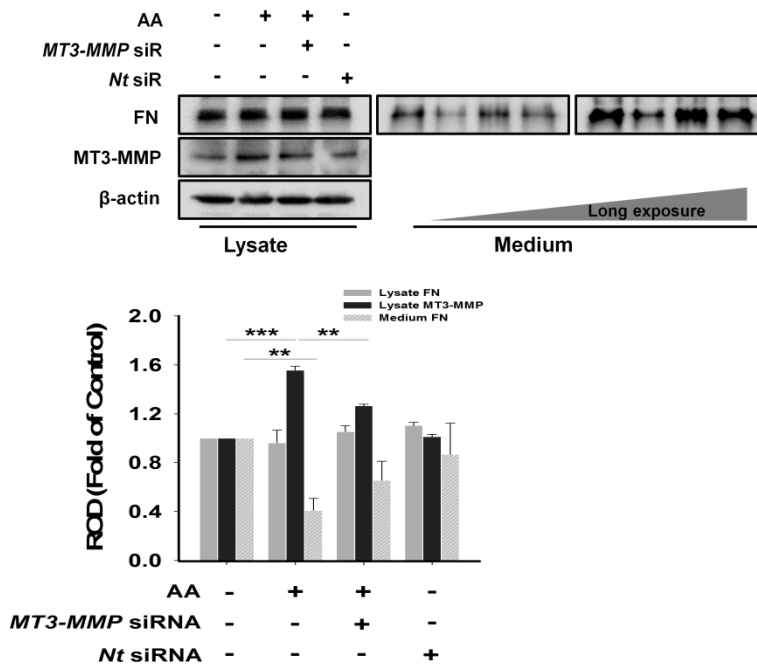 AA - + + -
MT3-MMP siR - - + -
Nt siR - - - +
FN
MT3-MMP
β-actin
Long exposure
Lysate Medium
Lysate FN
Lysate MT3-MMP
Medium FN
2.0
1.6
1.2
0.8
0.4
0.0
*** **
**
ROD (Fold of Control)
AA - + + -
MT3-MMP siRNA - - + -
Nt siRNA - - - +